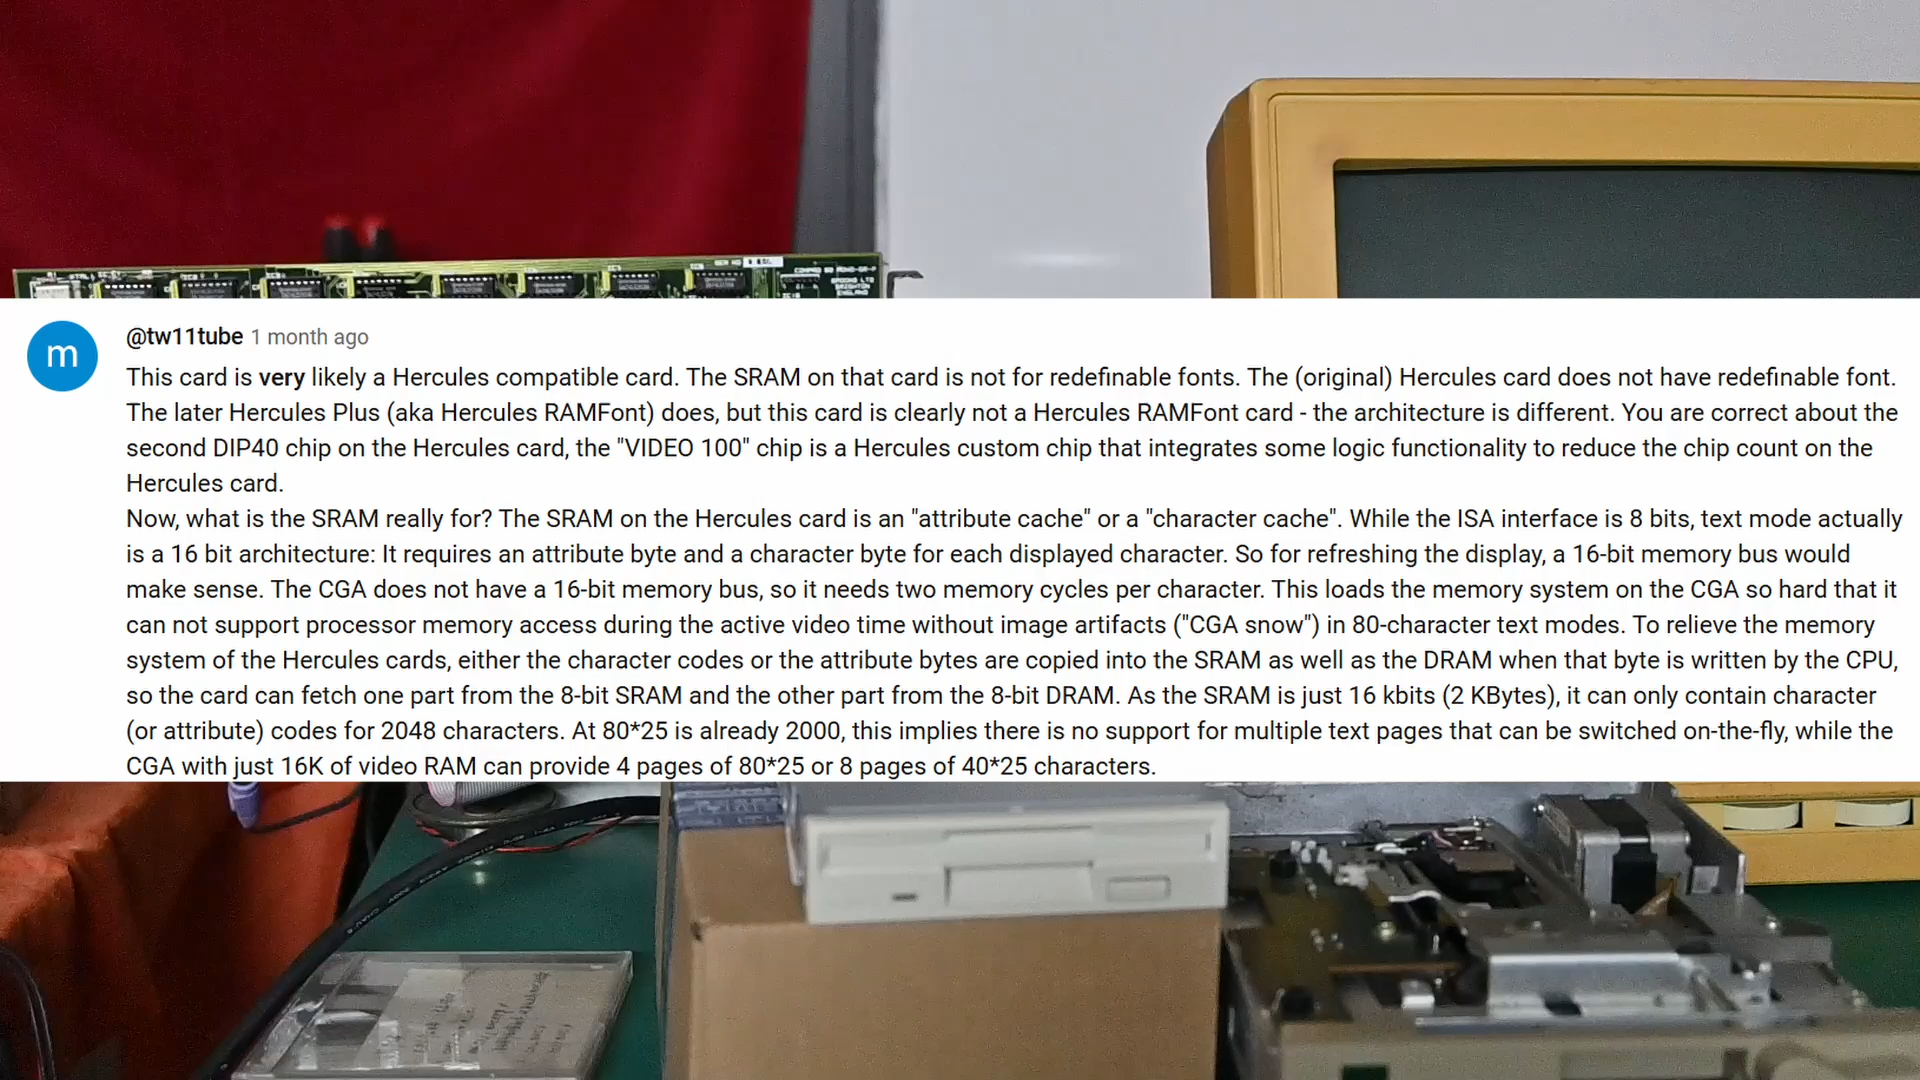 COMPAQ
BRIGHTON
ENGLAND
m
@tw11tube 1 month ago
This card is very likely a Hercules compatible card. The SRAM on that card is not for redefinable fonts. The (original) Hercules card does not have redefinable font.
The later Hercules Plus (aka Hercules RAMFont) does, but this card is clearly not a Hercules RAMFont card - the architecture is different. You are correct about the
second DIP40 chip on the Hercules card, the "VIDEO 100" chip is a Hercules custom chip that integrates some logic functionality to reduce the chip count on the
Hercules card.
Now, what is the SRAM really for? The SRAM on the Hercules card is an "attribute cache" or a "character cache". While the ISA interface is 8 bits, text mode actually
is a 16 bit architecture: It requires an attribute byte and a character byte for each displayed character. So for refreshing the display, a 16-bit memory bus would
make sense. The CGA does not have a 16-bit memory bus, so it needs two memory cycles per character. This loads the memory system on the CGA so hard that it
can not support processor memory access during the active video time without image artifacts ("CGA snow") in 80-character text modes. To relieve the memory
system of the Hercules cards, either the character codes or the attribute bytes are copied into the SRAM as well as the DRAM when that byte is written by the CPU,
so the card can fetch one part from the 8-bit SRAM and the other part from the 8-bit DRAM. As the SRAM is just 16 kbits (2 KBytes), it can only contain character
(or attribute) codes for 2048 characters. At 80*25 is already 2000, this implies there is no support for multiple text pages that can be switched on-the-fly, while the
CGA with just 16K of video RAM can provide 4 pages of 80*25 or 8 pages of 40*25 characters.